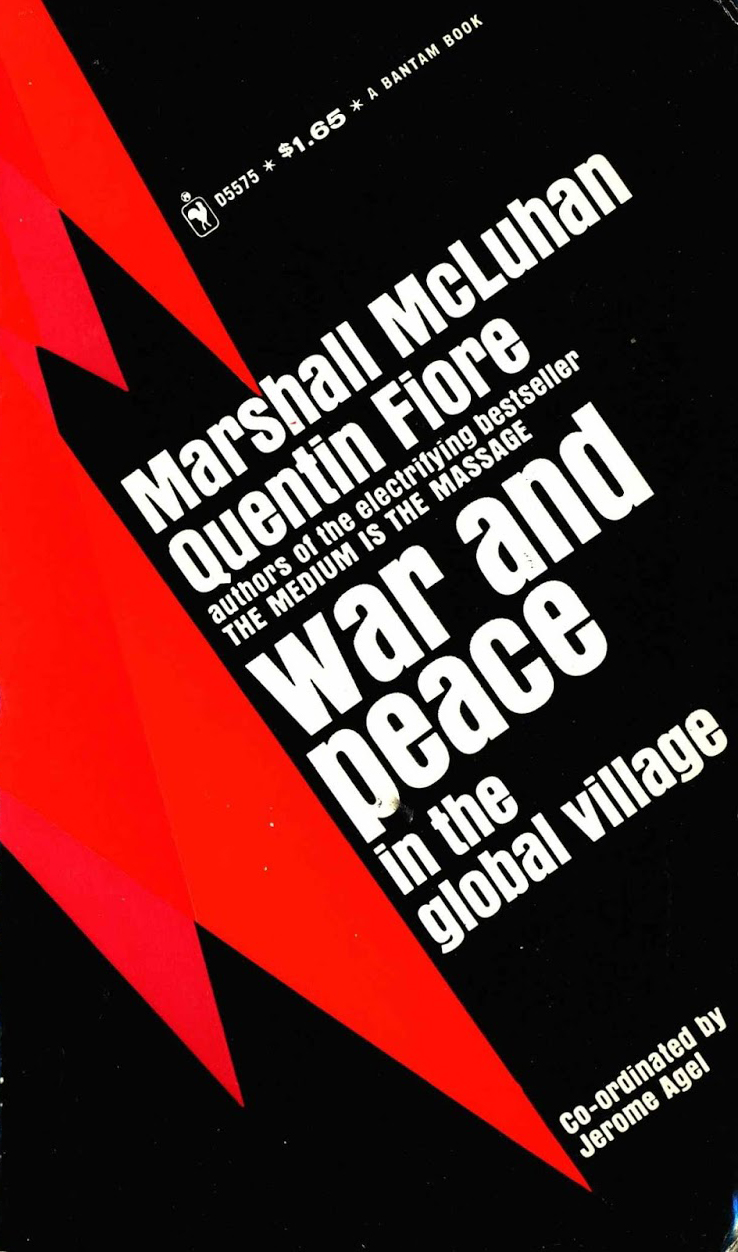 D5575 * $1.65 * A BANTAM BOOK
Marshall McLuhan
Quentin Fiore
authors of the electrifying bestseller
THE MEDIUM IS THE MASSAGE
war and
peace
in the
global village
Co-ordinated by
Jerome Agel